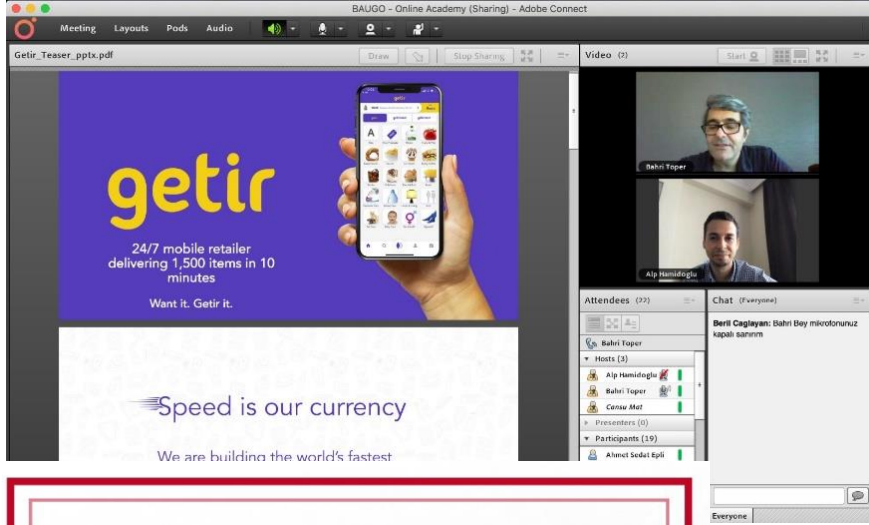 BAUGO - Online Academy (Sharing) - Adobe Connect
Meeting Layouts Pods Audio
Getir_Teaser_pptx.pdf
Draw
Stop Sharing
getir
getir
24/7 mobile retailer
delivering 1,500 items in 10
minutes
Want it. Getir it.
Speed is our currency
We are building the world's fastest
Video (2)
Start
Bahri Toper
Alp Hamidoglu
Attendees (22)
Bahri Toper
Hosts (3)
Alp Hamidoglu
Bahri Toper
Cansu Mat
Presenters (0)
Participants (19)
Ahmet Sedat Epli
Chat (Everyone)
Beril Caglayan: Bahri Bey mikrofonunuz
kapalı sanırım
Everyone